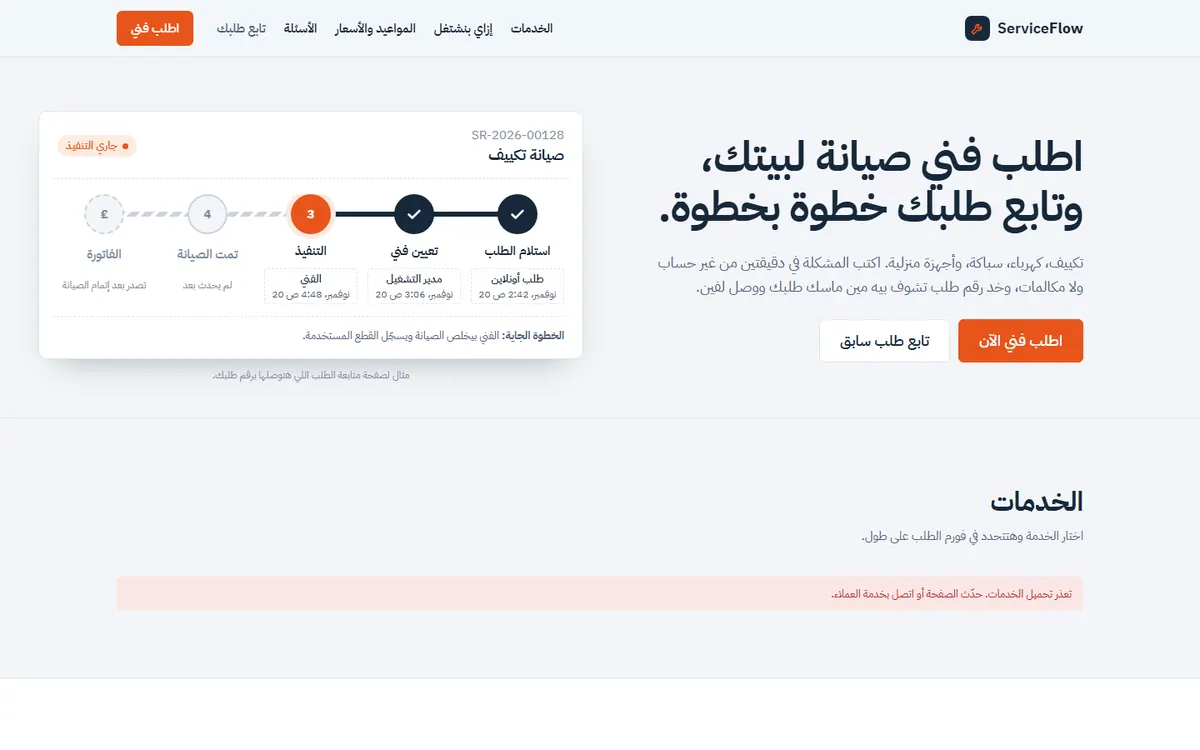 ServiceFlow
الخدمات
إزاي بنشتغل
المواعيد والأسعار
الأسئلة
تابع طلبك
اطلب فني
اطلب فني صيانة لبيتك،
وتابع طلبك خطوة بخطوة.
تكييف، كهرباء، سباكة، وأجهزة منزلية. اكتب المشكلة في دقيقتين من غير حساب
ولا مكالمات، وخد رقم طلب تشوف بيه مين ماسك طلبك ووصل لفين.
اطلب فني الآن
تابع طلب سابق
SR-2026-00128
صيانة تكييف
جاري التنفيذ
3
4
£
استلام الطلب
تعيين فني
التنفيذ
تمت الصيانة
الفاتورة
طلب أونلاين
20 نوفمبر، 2:42 ص
مدير التشغيل
20 نوفمبر، 3:06 ص
الفني
20 نوفمبر، 4:48 ص
لم يحدث بعد
تصدر بعد إتمام الصيانة
الخطوة الجاية: الفني بيخلص الصيانة ويسجّل القطع المستخدمة.
مثال لصفحة متابعة الطلب اللي هتوصلها برقم طلبك.
الخدمات
اختار الخدمة وهتتحدد في فورم الطلب على طول.
تعذر تحميل الخدمات. حدّث الصفحة أو اتصل بخدمة العملاء.